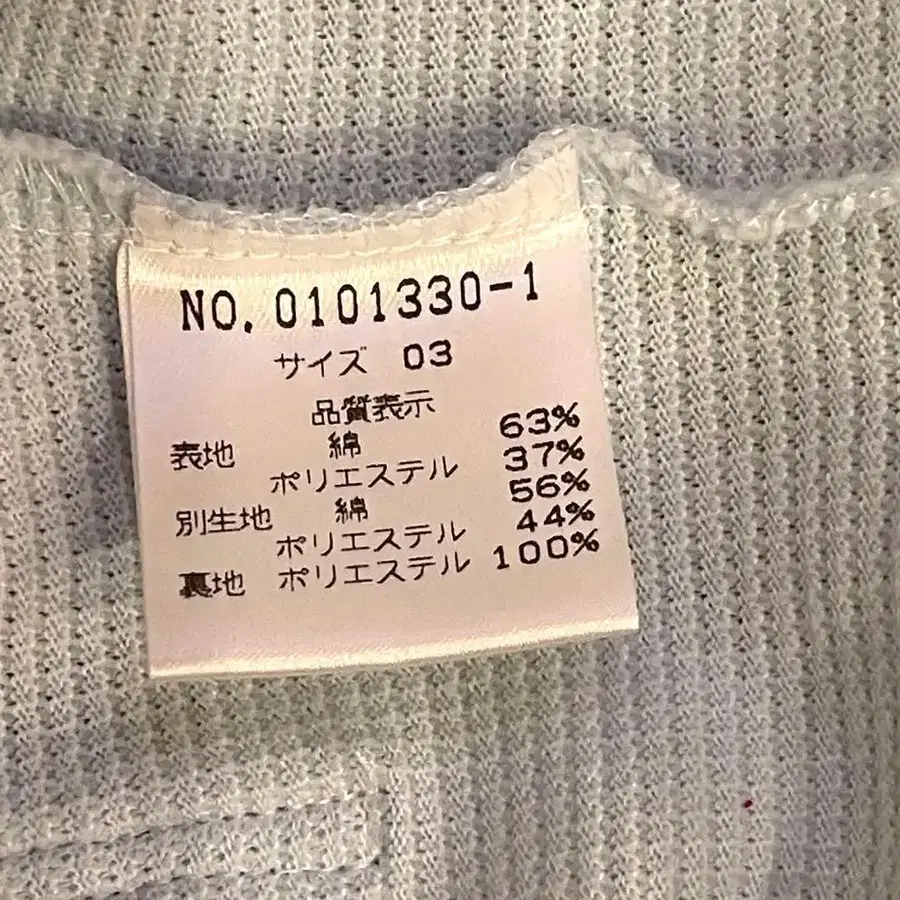 NO. 0101330-1
サイズ 03
品質表示
表地 綿 63%
ポリエステル 37%
別生地 綿 56%
ポリエステル 44%
裏地 ポリエステル 100%